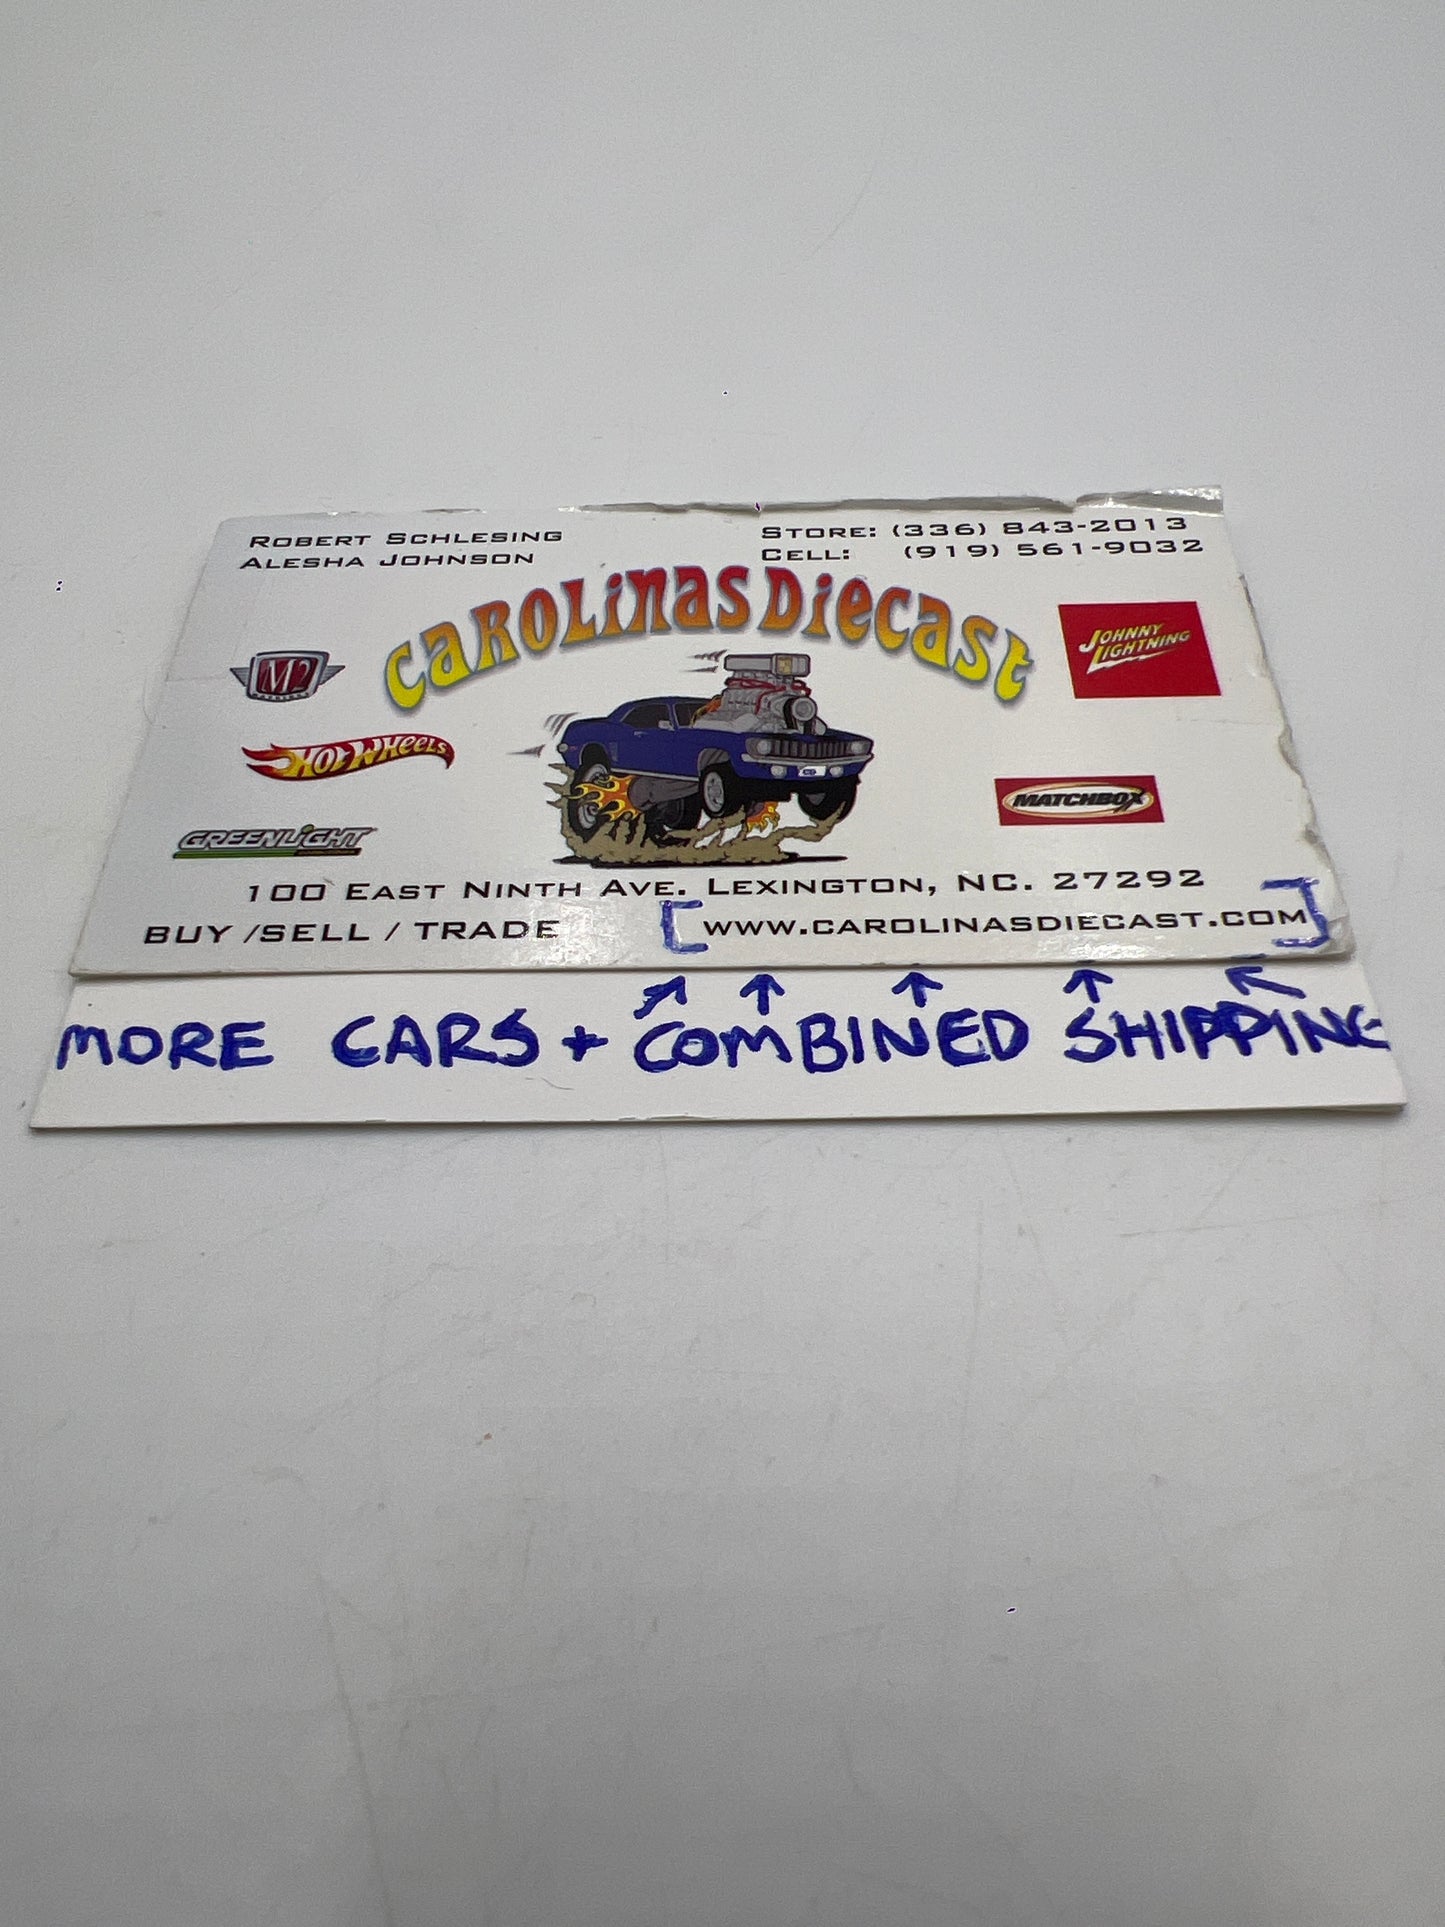 ROBERT SCHLESING
ALESHA JOHNSON
STORE: (336) 843-2013
CELL: (919) 561-9032
CAROLINAS DIECAST
M2
JOHNNY LIGHTNING
HOT WHEELS
MATCHBOX
GREENLIGHT
100 EAST NINTH AVE. LEXINGTON, NC. 27292
BUY /SELL / TRADE [WWW.CAROLINASDIECAST.COM]
MORE CARS + COMBINED SHIPPING